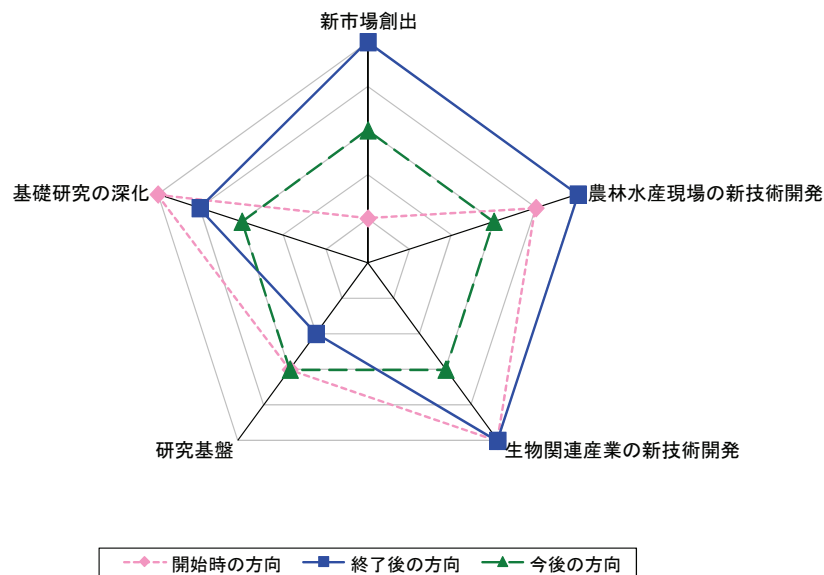 新市場創出
基礎研究の深化
農林水産現場の新技術開発
研究基盤
生物関連産業の新技術開発
開始時の方向 終了後の方向 今後の方向